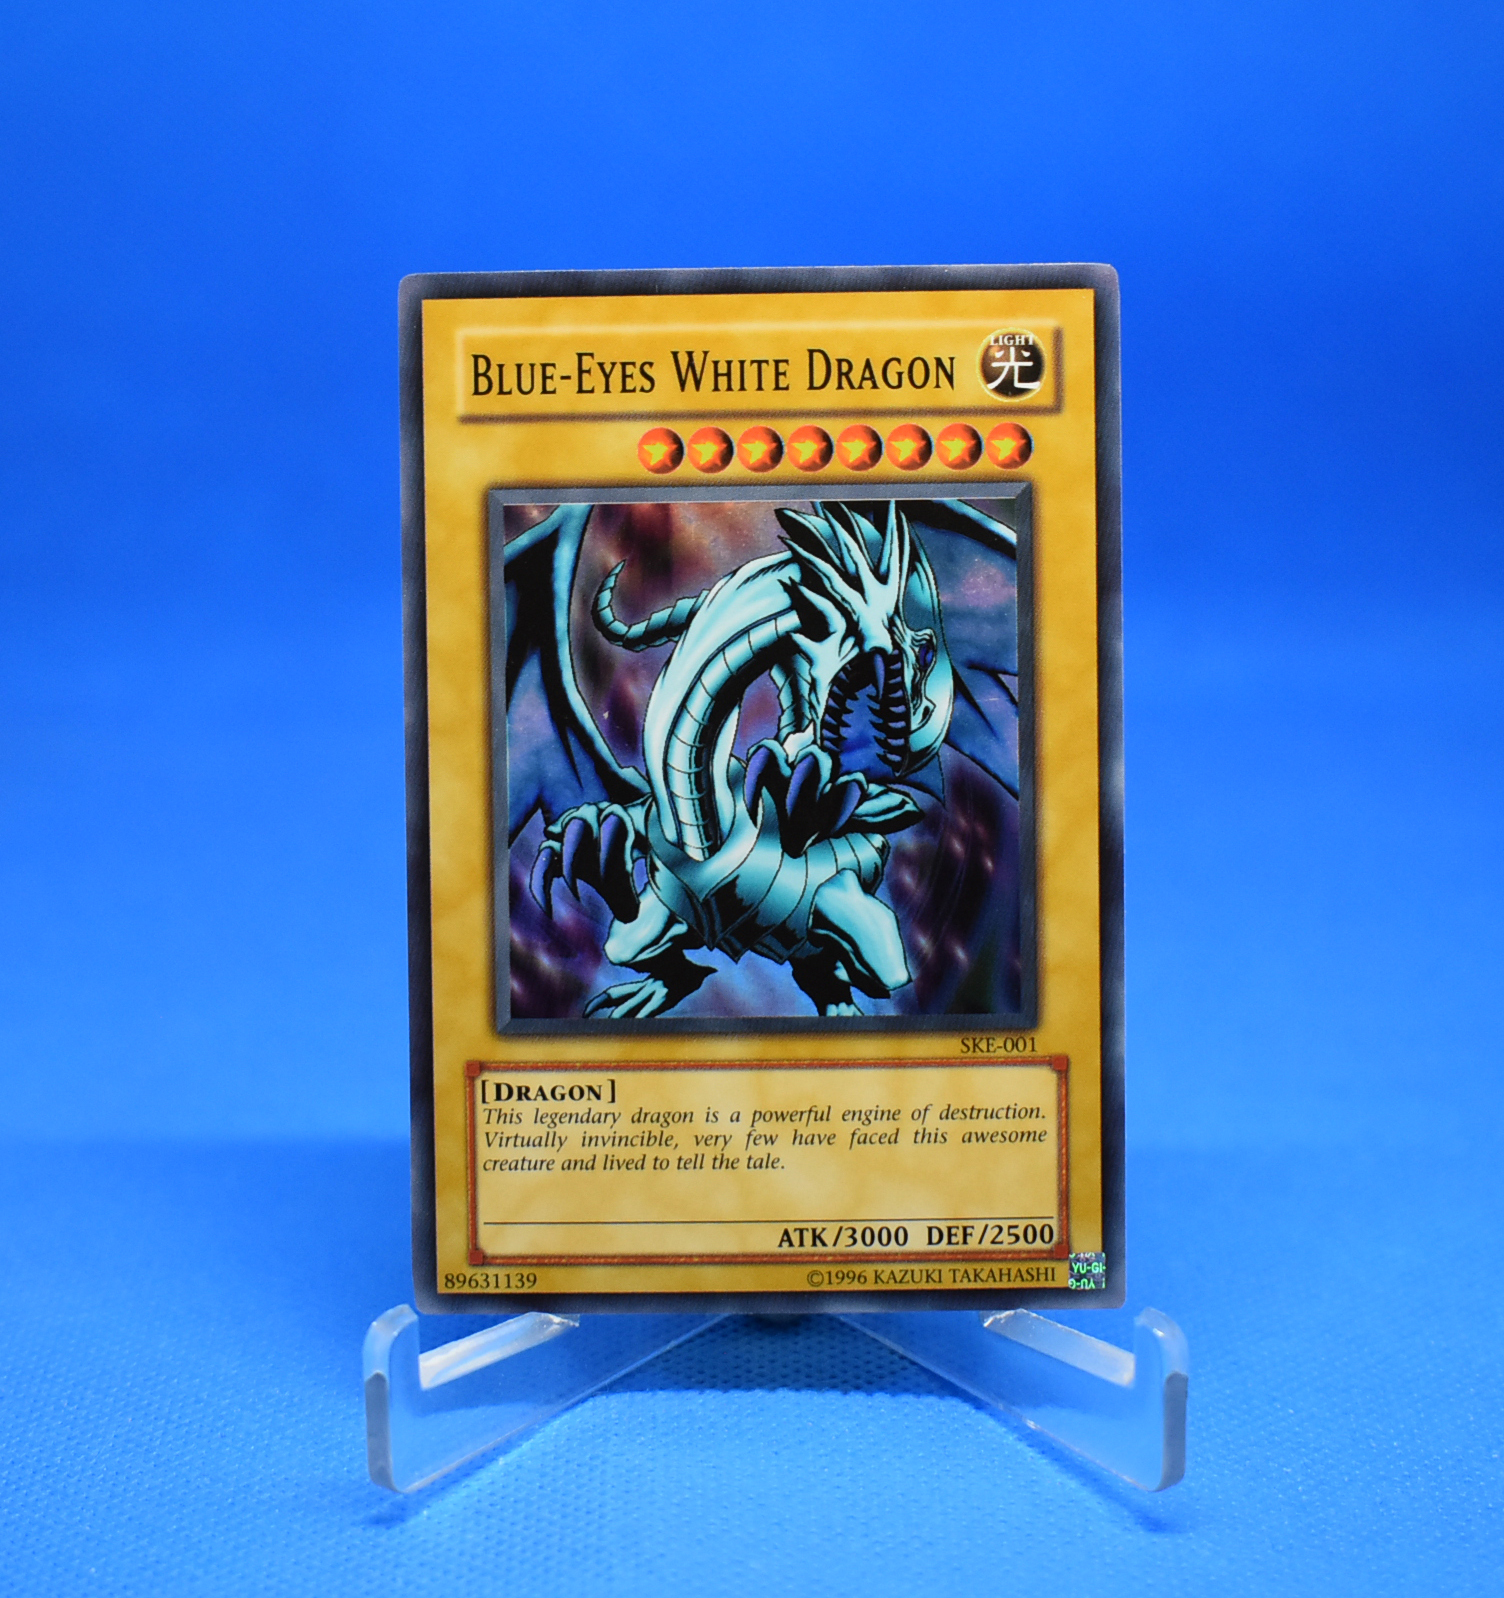 BLUE-EYES WHITE DRAGON
LIGHT
光
SKE-001
[DRAGON]
This legendary dragon is a powerful engine of destruction.
Virtually invincible, very few have faced this awesome
creature and lived to tell the tale.
ATK/3000 DEF/2500
89631139
©1996 KAZUKI TAKAHASHI
YU-GI-